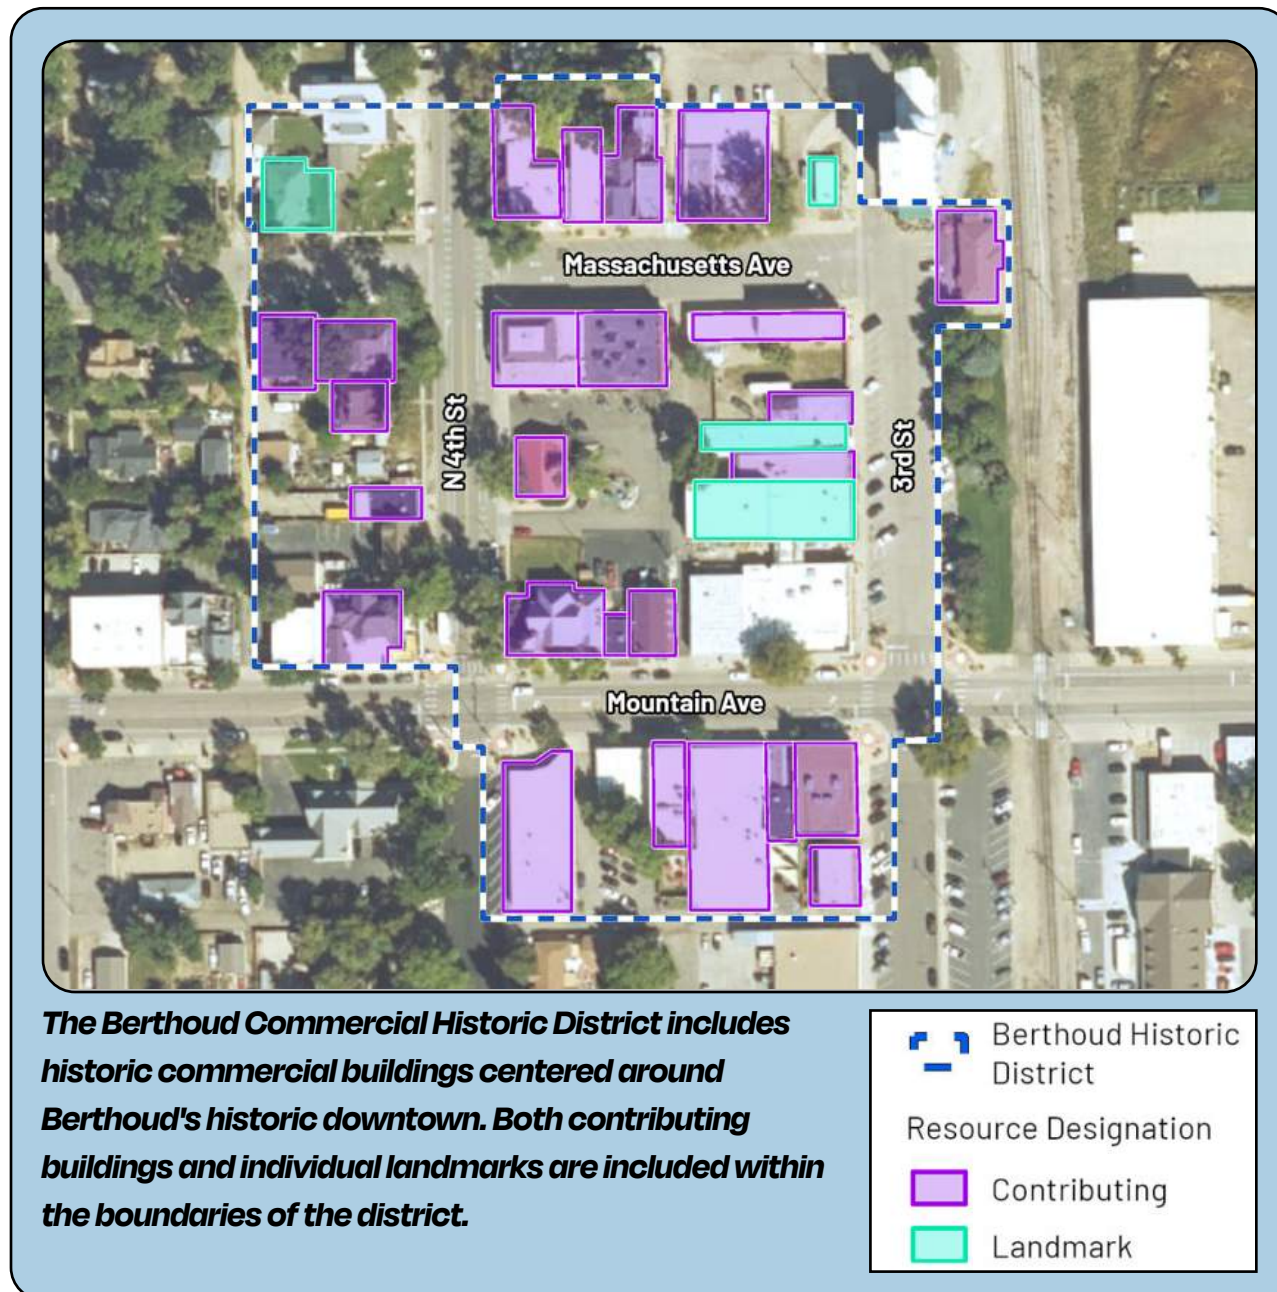 Massachusetts Ave
N 4th St
3rd St
Mountain Ave
The Berthoud Commercial Historic District includes
historic commercial buildings centered around
Berthoud's historic downtown. Both contributing
buildings and individual landmarks are included within
the boundaries of the district.
Berthoud Historic
District
Resource Designation
Contributing
Landmark